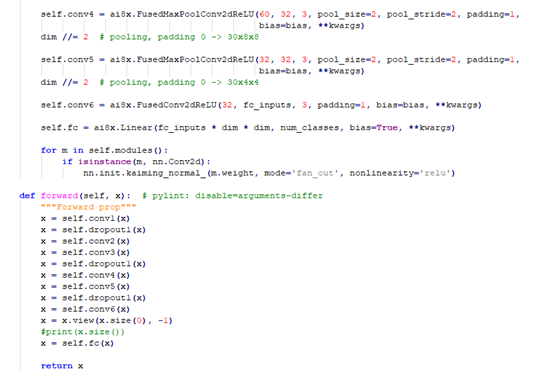 self.conv4 = ai8x.FusedMaxPoolConv2dReLU(60, 32, 3, pool_size=2, pool_stride=2, padding=1,
bias=bias, **kwargs)
dim //= 2  # pooling, padding 0 -> 30x8x8
self.conv5 = ai8x.FusedMaxPoolConv2dReLU(32, 32, 3, pool_size=2, pool_stride=2, padding=1,
bias=bias, **kwargs)
dim //= 2  # pooling, padding 0 -> 30x4x4
self.conv6 = ai8x.FusedConv2dReLU(32, fc_inputs, 3, padding=1, bias=bias, **kwargs)
self.fc = ai8x.Linear(fc_inputs * dim * dim, num_classes, bias=True, **kwargs)
for m in self.modules():
if isinstance(m, nn.Conv2d):
nn.init.kaiming_normal_(m.weight, mode='fan_out', nonlinearity='relu')
def forward(self, x):  # pylint: disable=arguments-differ
"""Forward prop"""
x = self.conv1(x)
x = self.dropout1(x)
x = self.conv2(x)
x = self.conv3(x)
x = self.dropout1(x)
x = self.conv4(x)
x = self.conv5(x)
x = self.dropout1(x)
x = self.conv6(x)
x = x.view(x.size(0), -1)
#print(x.size())
x = self.fc(x)
return x